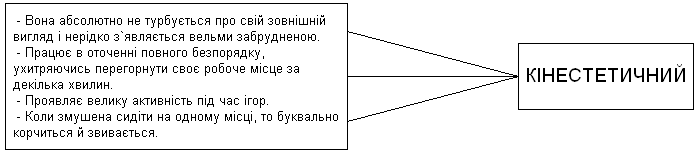 - Вона абсолютно не турбується про свій зовнішній
вигляд і нерідко з`являється вельми забрудненою.
- Працює в оточенні повного безпорядку,
ухитряючись перегорнути своє робоче місце за
декілька хвилин.
- Проявляє велику активність під час ігор.
- Коли змушена сидіти на одному місці, то буквально
корчиться й звивається.
КІНЕСТЕТИЧНИЙ